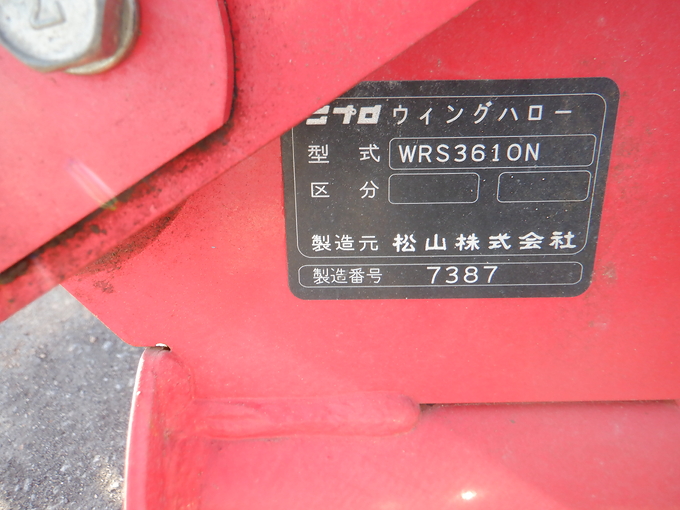 ニプロ ウィングハロー
型式 WRS3610N
区分
製造元 松山株式会社
製造番号 7387